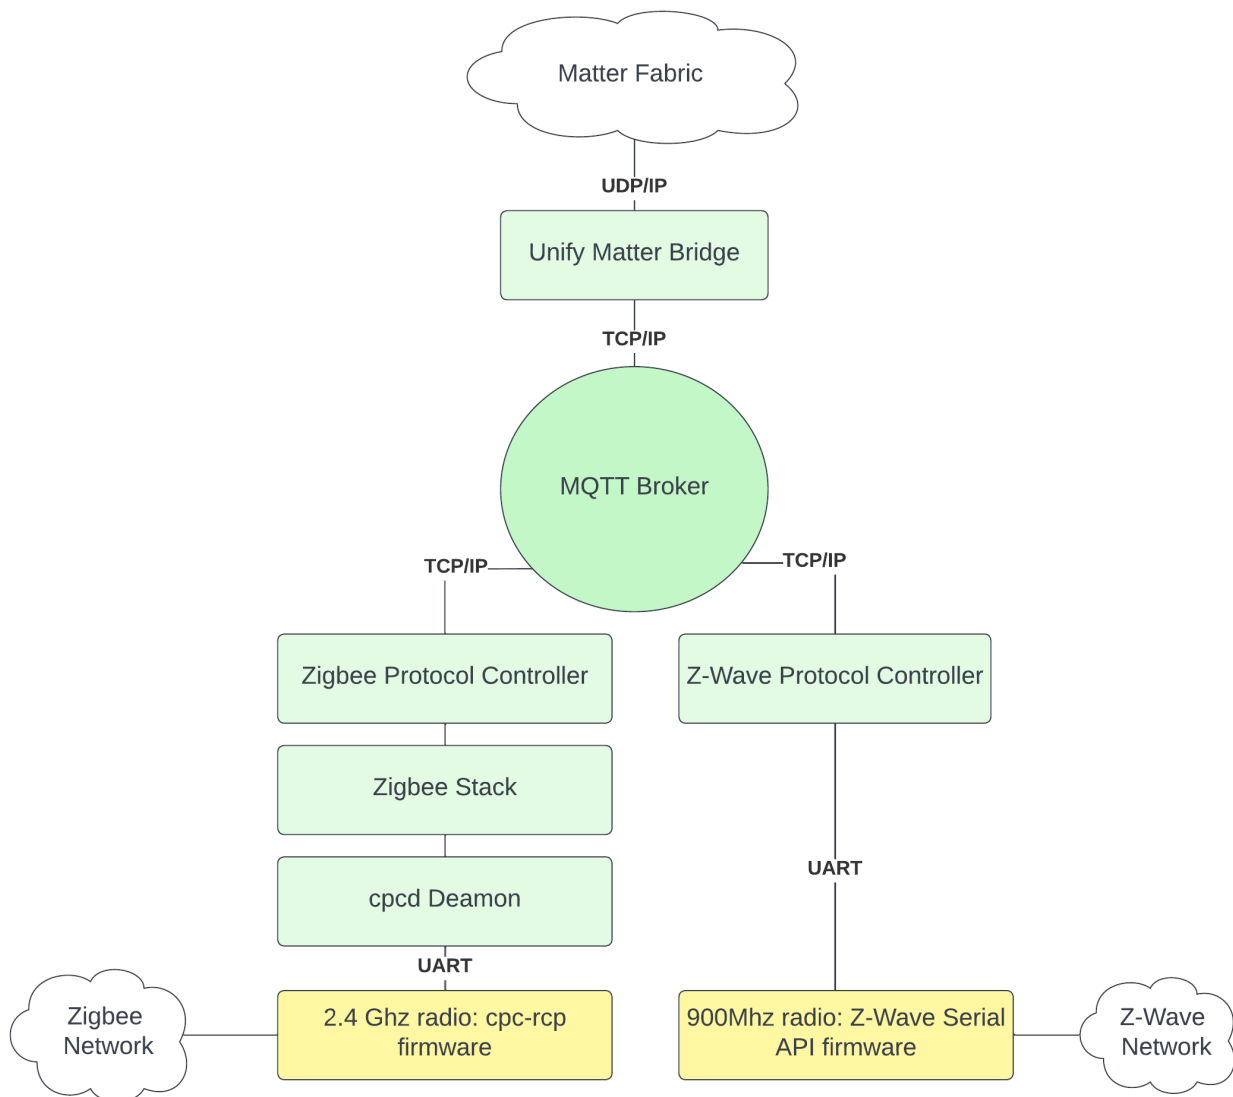 Matter Fabric
UDP/IP
Unify Matter Bridge
TCP/IP
MQTT Broker
TCP/IP
TCP/IP
Zigbee Protocol Controller
Z-Wave Protocol Controller
Zigbee Stack
UART
cpcd Deamon
UART
Zigbee
Network
2.4 Ghz radio: cpc-rcp
firmware
900Mhz radio: Z-Wave Serial
API firmware
Z-Wave
Network